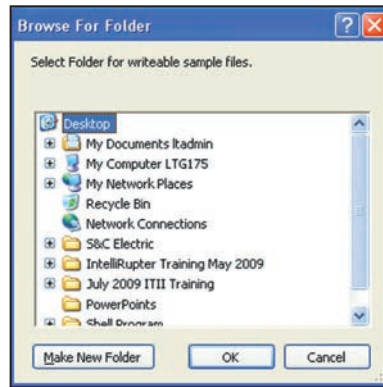 Browse For Folder
Select Folder for writeable sample files.
Desktop
My Documents ltadmin
My Computer LTG175
My Network Places
Recycle Bin
Network Connections
S&C Electric
IntelliRupter Training May 2009
July 2009 ITII Training
PowerPoints
Shell Program
Make New Folder
OK
Cancel